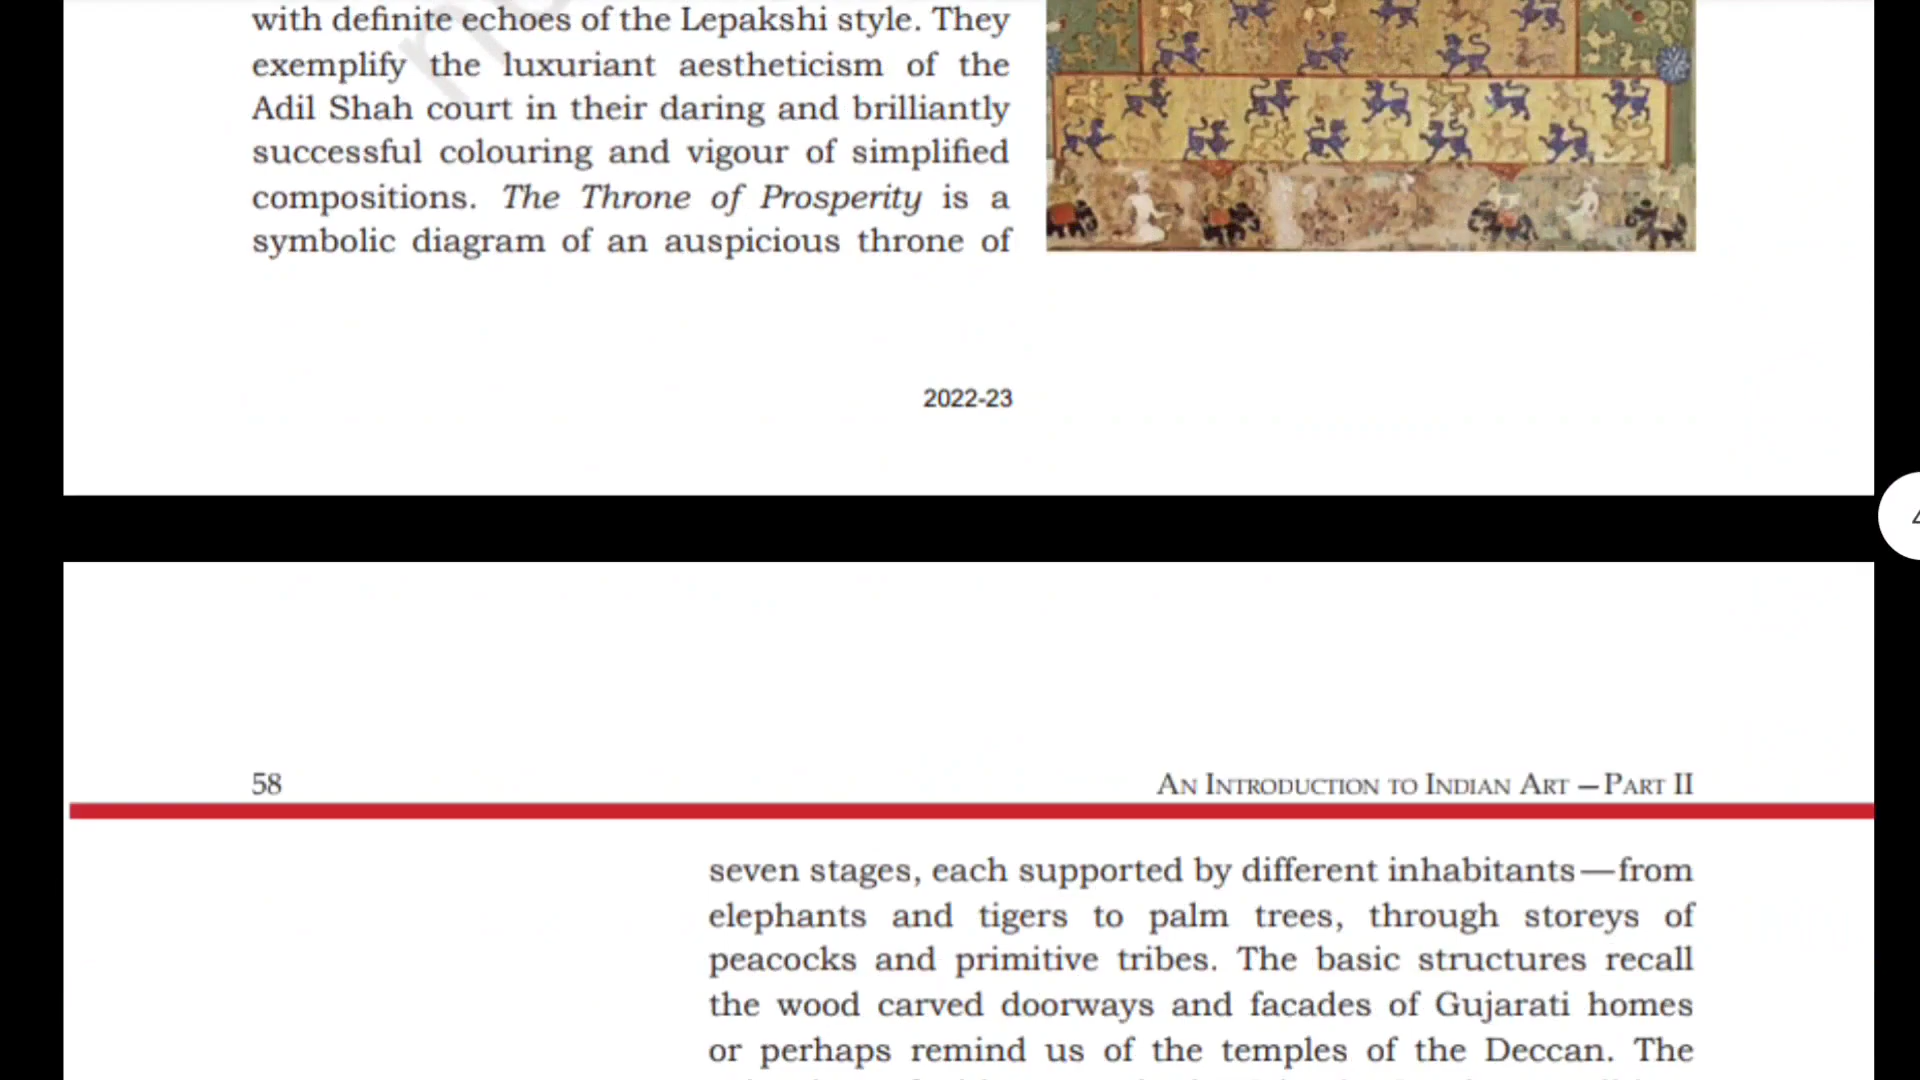 with definite echoes of the Lepakshi style. They
exemplify the luxuriant aestheticism of the
Adil Shah court in their daring and brilliantly
successful colouring and vigour of simplified
compositions. The Throne of Prosperity is a
symbolic diagram of an auspicious throne of
2022-23
58
An Introduction to Indian Art — Part II
seven stages, each supported by different inhabitants—from
elephants and tigers to palm trees, through storeys of
peacocks and primitive tribes. The basic structures recall
the wood carved doorways and facades of Gujarati homes
or perhaps remind us of the temples of the Deccan. The